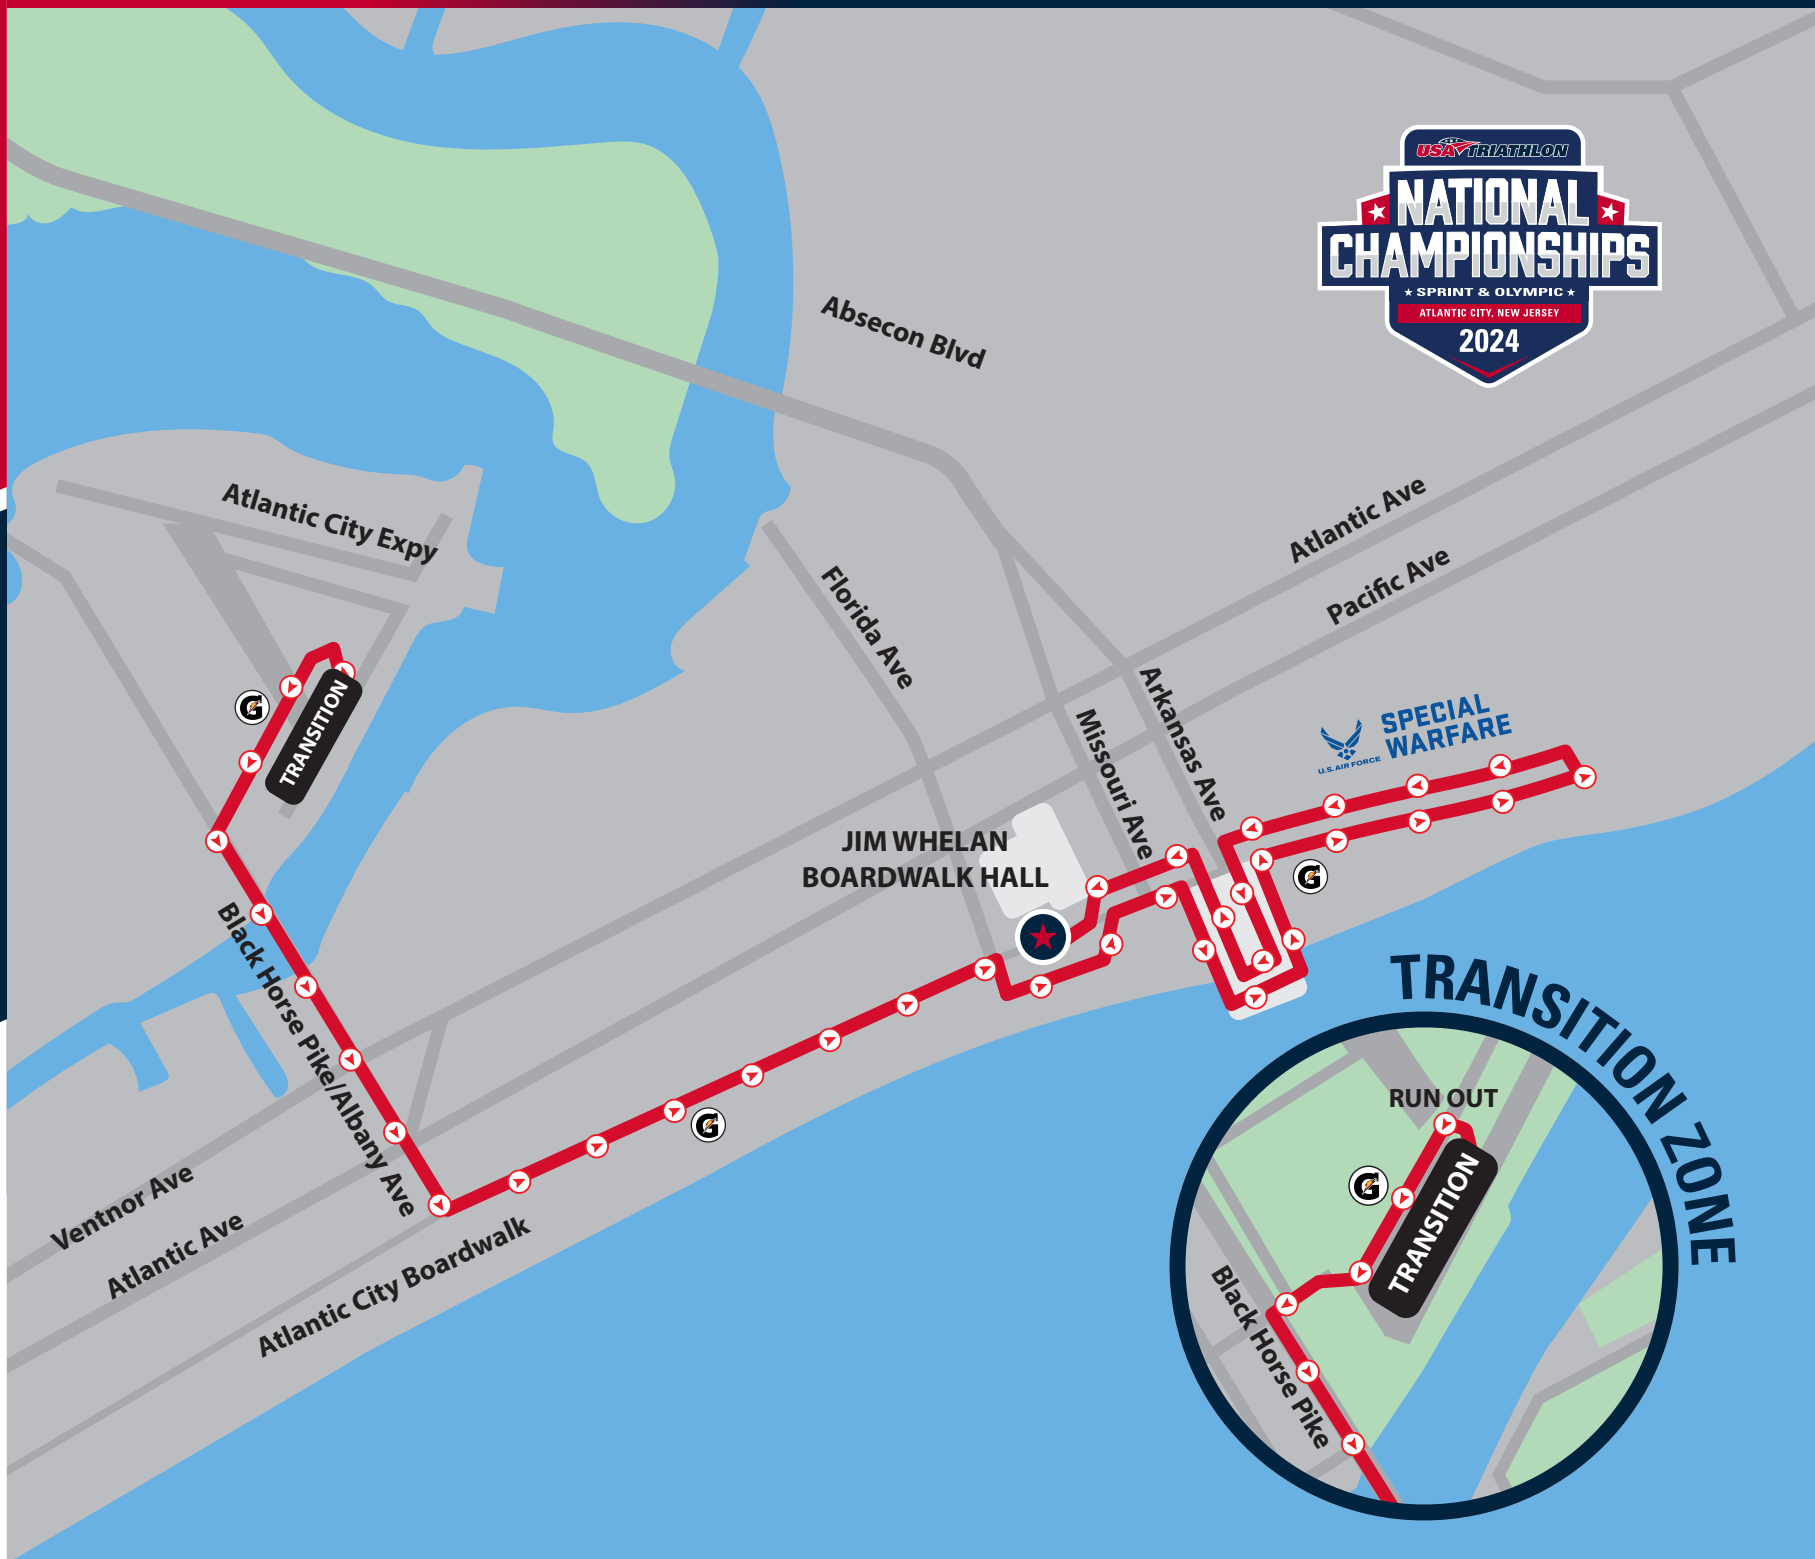 USA TRIATHLON
NATIONAL
CHAMPIONSHIPS
SPRINT & OLYMPIC
ATLANTIC CITY, NEW JERSEY
2024
Absecon Blvd
Atlantic City Expy
Atlantic Ave
Pacific Ave
Florida Ave
Missouri Ave
Arkansas Ave
G
TRANSITION
U.S. AIR FORCE
SPECIAL
WARFARE
JIM WHELAN
BOARDWALK HALL
G
Black Horse Pike/Albany Ave
G
Ventnor Ave
Atlantic Ave
Atlantic City Boardwalk
TRANSITION ZONE
RUN OUT
G
TRANSITION
Black Horse Pike